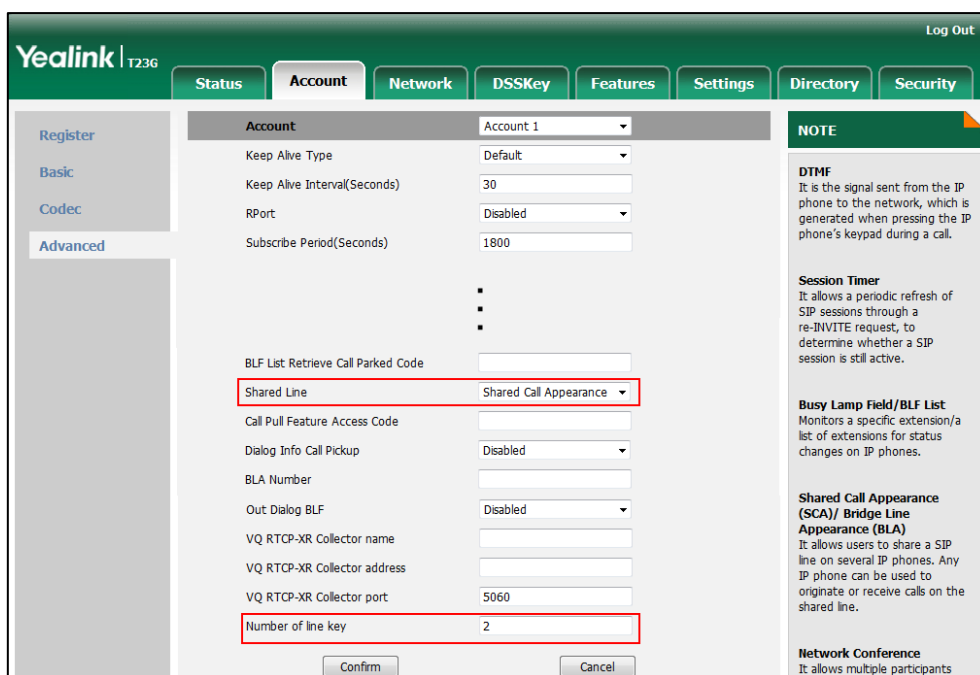 Log Out
Yealink T23G
Status Account Network DSSKey Features Settings Directory Security
Register
Basic
Codec
Advanced
Account Account 1
Keep Alive Type Default
Keep Alive Interval(Seconds) 30
RPort Disabled
Subscribe Period(Seconds) 1800
BLF List Retrieve Call Parked Code
Shared Line Shared Call Appearance
Call Pull Feature Access Code
Dialog Info Call Pickup Disabled
BLA Number
Out Dialog BLF Disabled
VQ RTCP-XR Collector name
VQ RTCP-XR Collector address
VQ RTCP-XR Collector port 5060
Number of line key 2
Confirm Cancel
NOTE
DTMF
It is the signal sent from the IP
phone to the network, which is
generated when pressing the IP
phone's keypad during a call.
Session Timer
It allows a periodic refresh of
SIP sessions through a
re-INVITE request, to
determine whether a SIP
session is still active.
Busy Lamp Field/BLF List
Monitors a specific extension/a
list of extensions for status
changes on IP phones.
Shared Call Appearance
(SCA)/ Bridge Line
Appearance (BLA)
It allows users to share a SIP
line on several IP phones. Any
IP phone can be used to
originate or receive calls on the
shared line.
Network Conference
It allows multiple participants